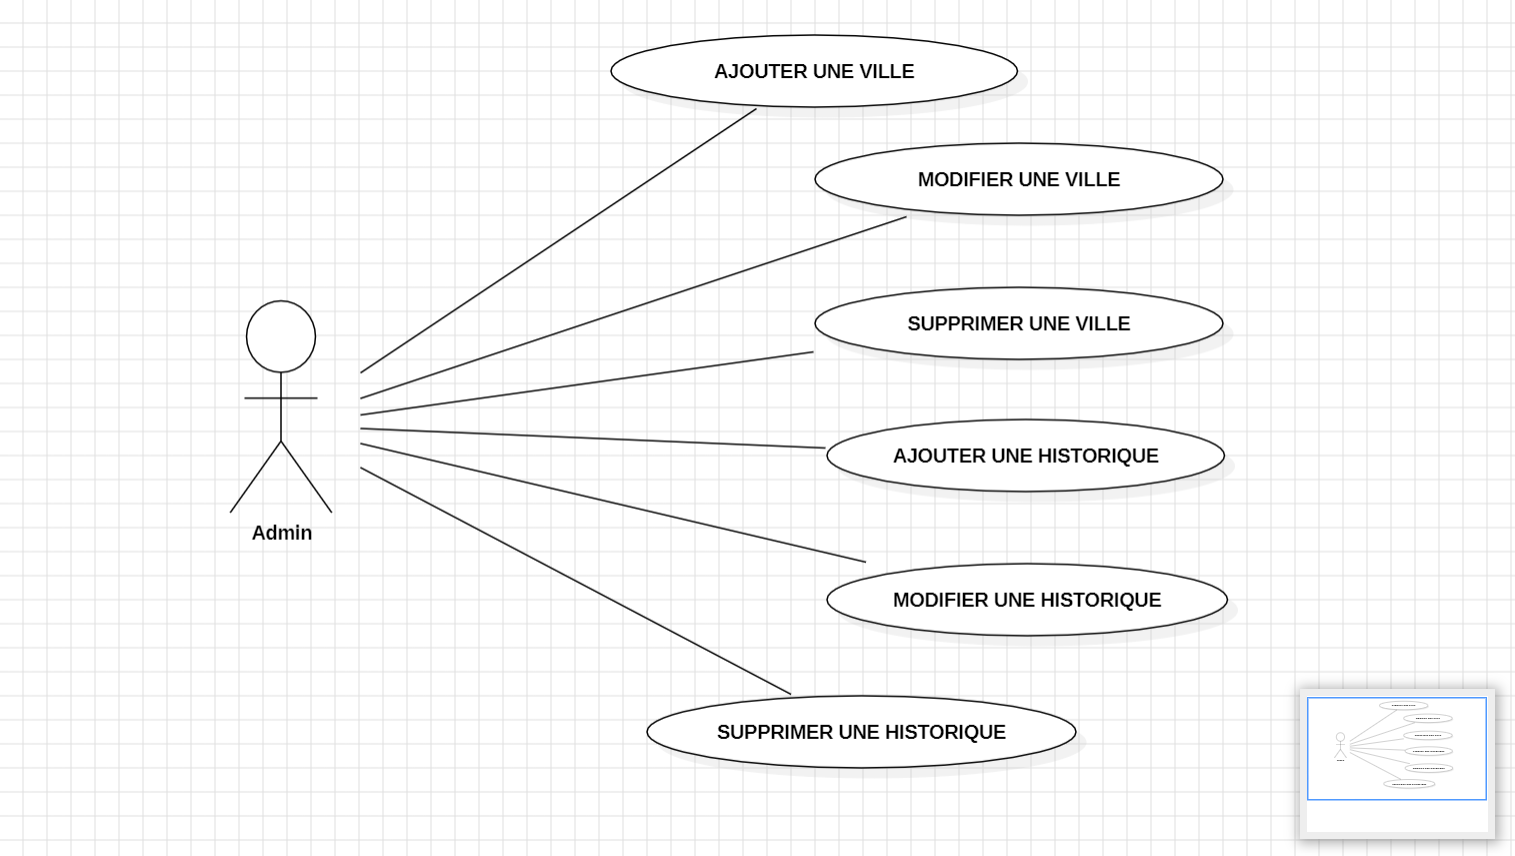 AJOUTER UNE VILLE
MODIFIER UNE VILLE
SUPPRIMER UNE VILLE
AJOUTER UNE HISTORIQUE
Admin
MODIFIER UNE HISTORIQUE
SUPPRIMER UNE HISTORIQUE